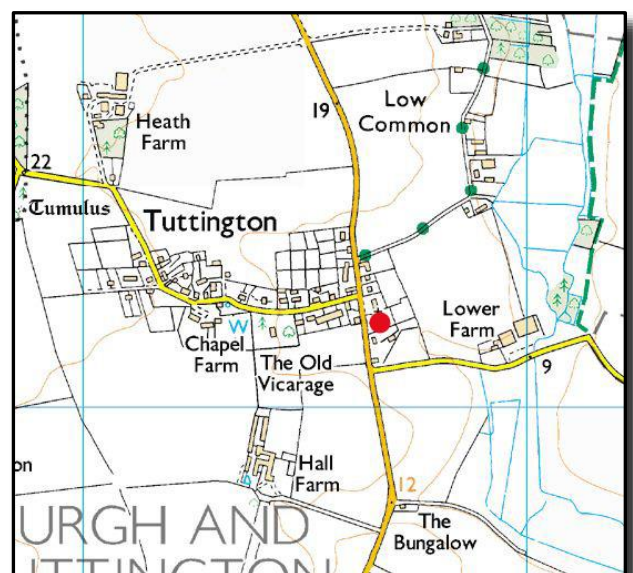 19
Low
Common
Heath
Farm
22
Tumulus
Tuttington
Lower
Farm
W
Chapel
Farm
The Old
Vicarage
9
Hall
Farm
on
12
URGH AND
UTTINGTON
The
Bungalow